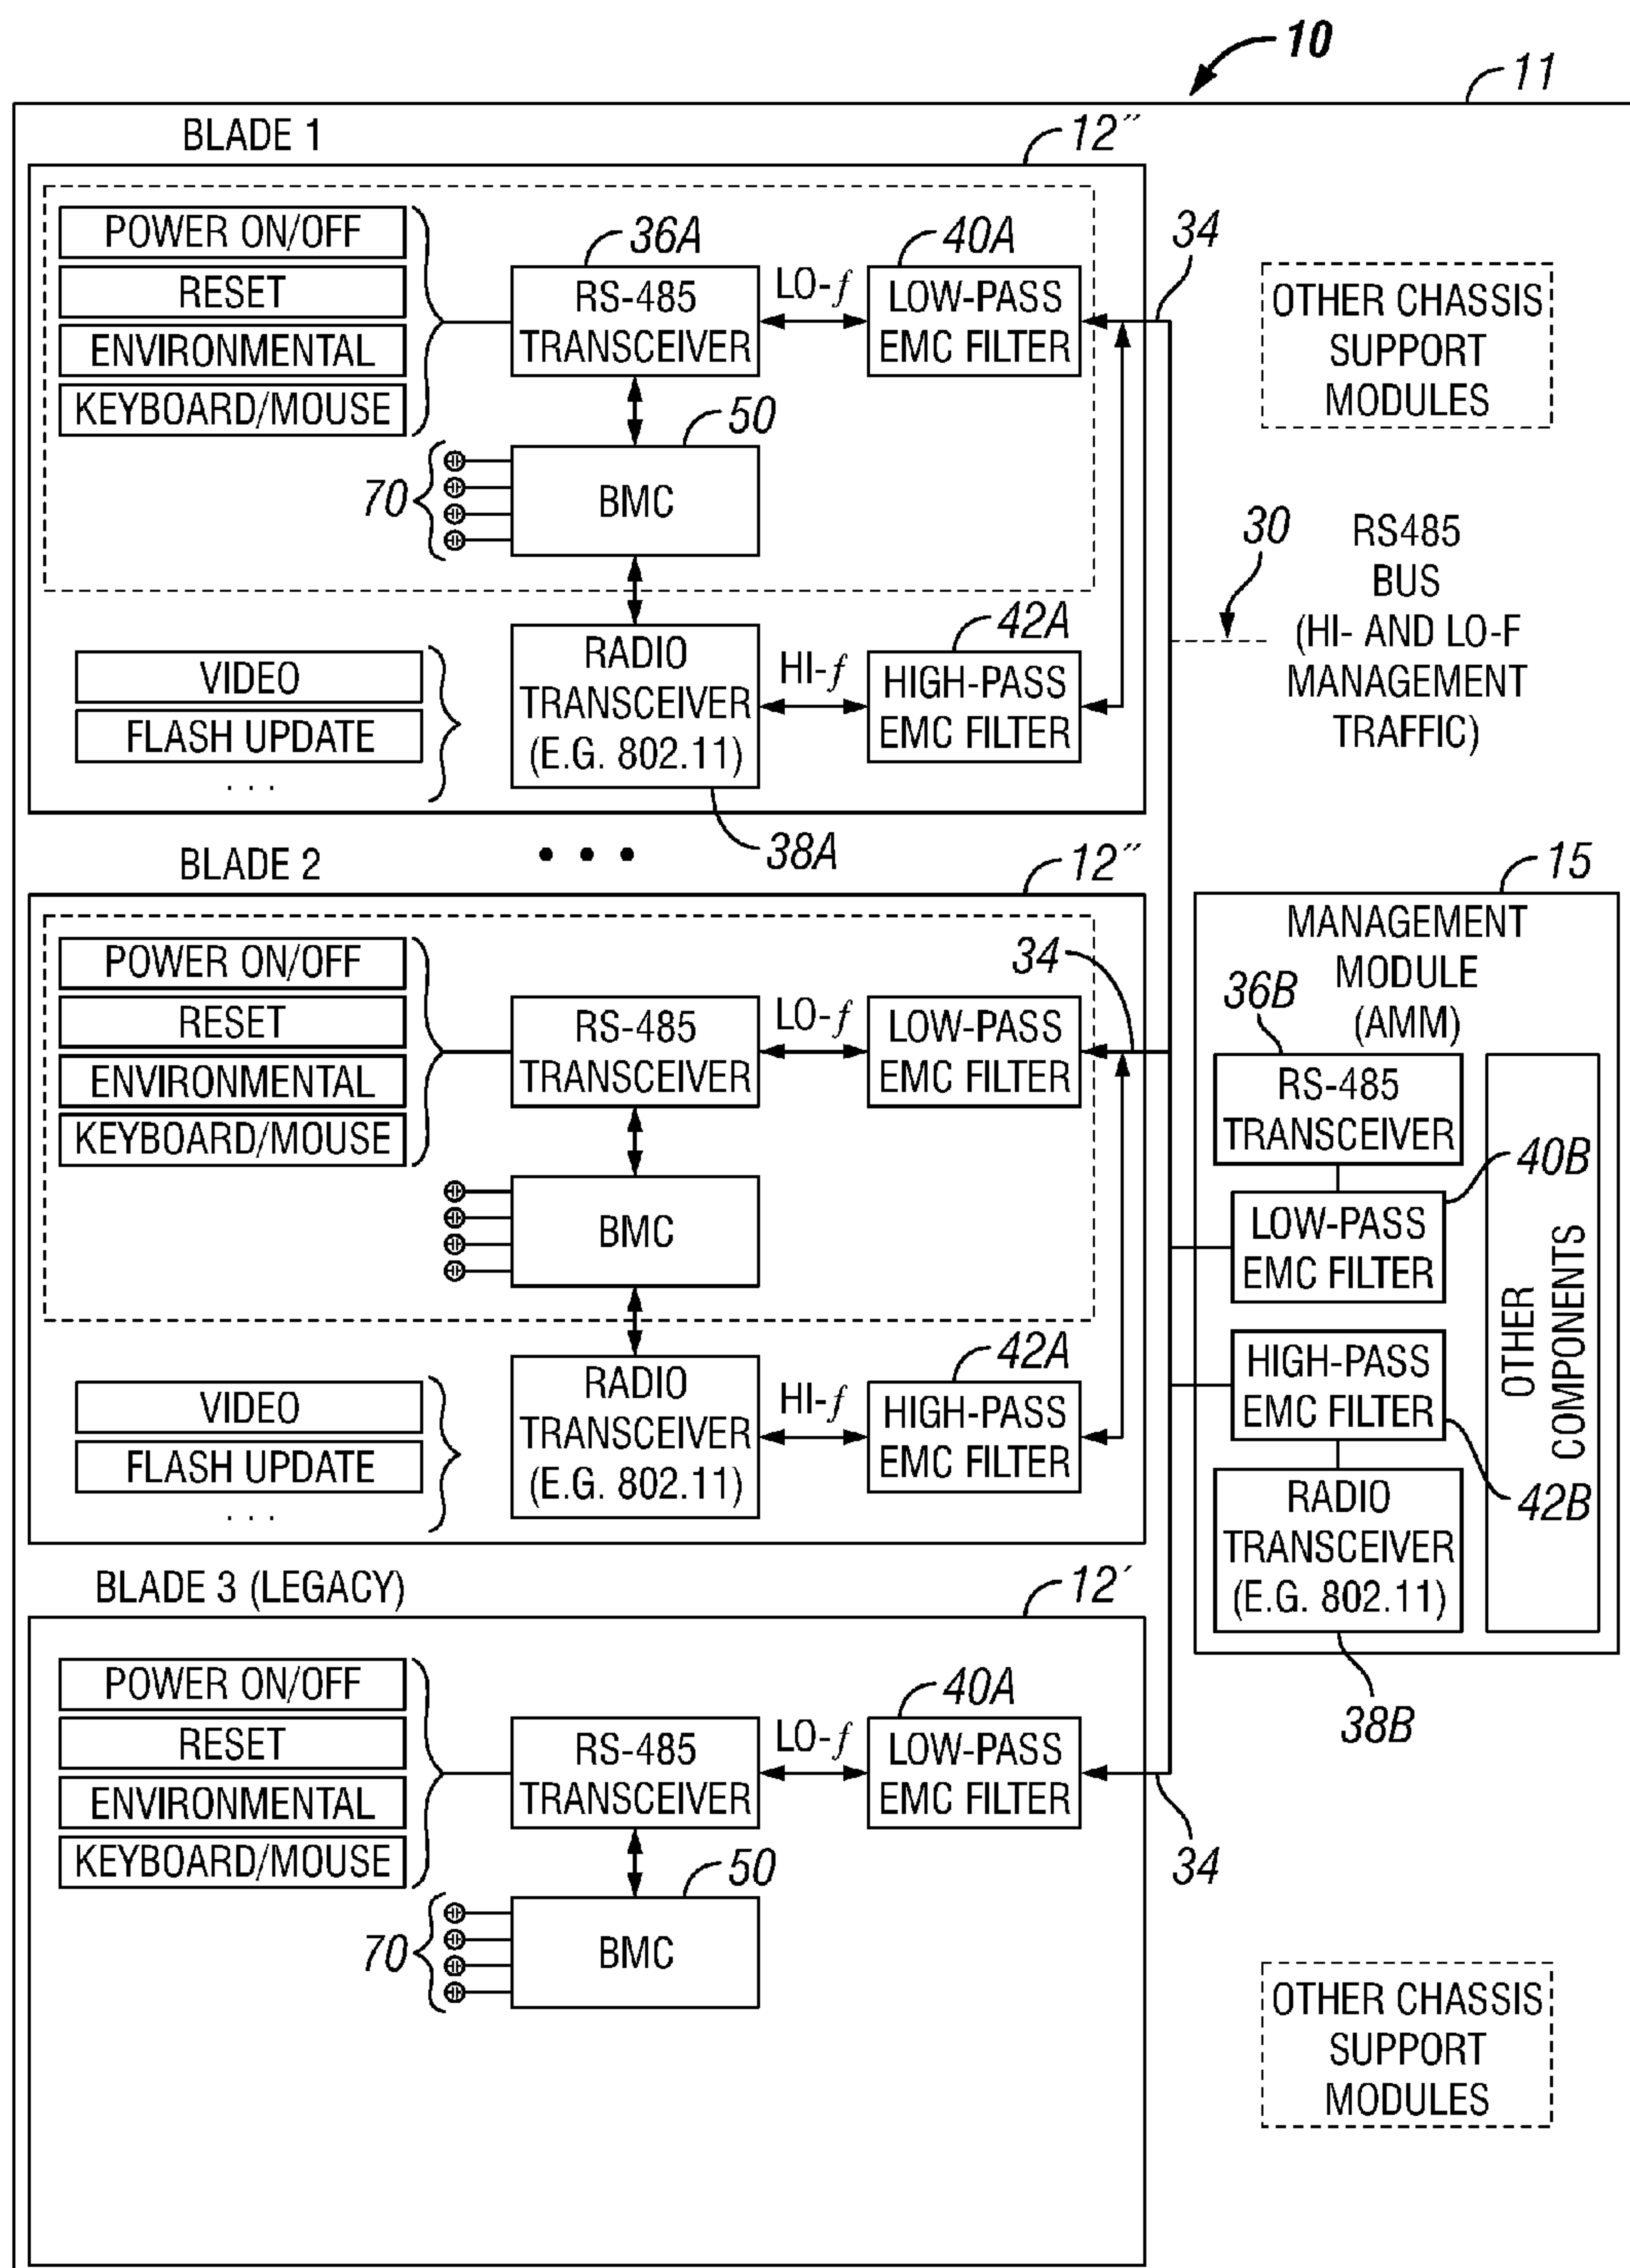 10
11
BLADE 1
12″
POWER ON/OFF
RESET
ENVIRONMENTAL
KEYBOARD/MOUSE
36A
RS-485
TRANSCEIVER
LO-f
40A
LOW-PASS
EMC FILTER
34
OTHER CHASSIS
SUPPORT
MODULES
50
BMC
70
30
RS485
BUS
(HI- AND LO-F
MANAGEMENT
TRAFFIC)
VIDEO
FLASH UPDATE
. . .
RADIO
TRANSCEIVER
(E.G. 802.11)
38A
HI-f
42A
HIGH-PASS
EMC FILTER
• • •
BLADE 2
12″
POWER ON/OFF
RESET
ENVIRONMENTAL
KEYBOARD/MOUSE
RS-485
TRANSCEIVER
LO-f
LOW-PASS
EMC FILTER
34
BMC
VIDEO
FLASH UPDATE
. . .
RADIO
TRANSCEIVER
(E.G. 802.11)
HI-f
42A
HIGH-PASS
EMC FILTER
15
MANAGEMENT
MODULE
(AMM)
36B
RS-485
TRANSCEIVER
40B
LOW-PASS
EMC FILTER
HIGH-PASS
EMC FILTER
42B
RADIO
TRANSCEIVER
(E.G. 802.11)
38B
OTHER
COMPONENTS
BLADE 3 (LEGACY)
12′
POWER ON/OFF
RESET
ENVIRONMENTAL
KEYBOARD/MOUSE
RS-485
TRANSCEIVER
LO-f
40A
LOW-PASS
EMC FILTER
34
50
BMC
70
OTHER CHASSIS
SUPPORT
MODULES